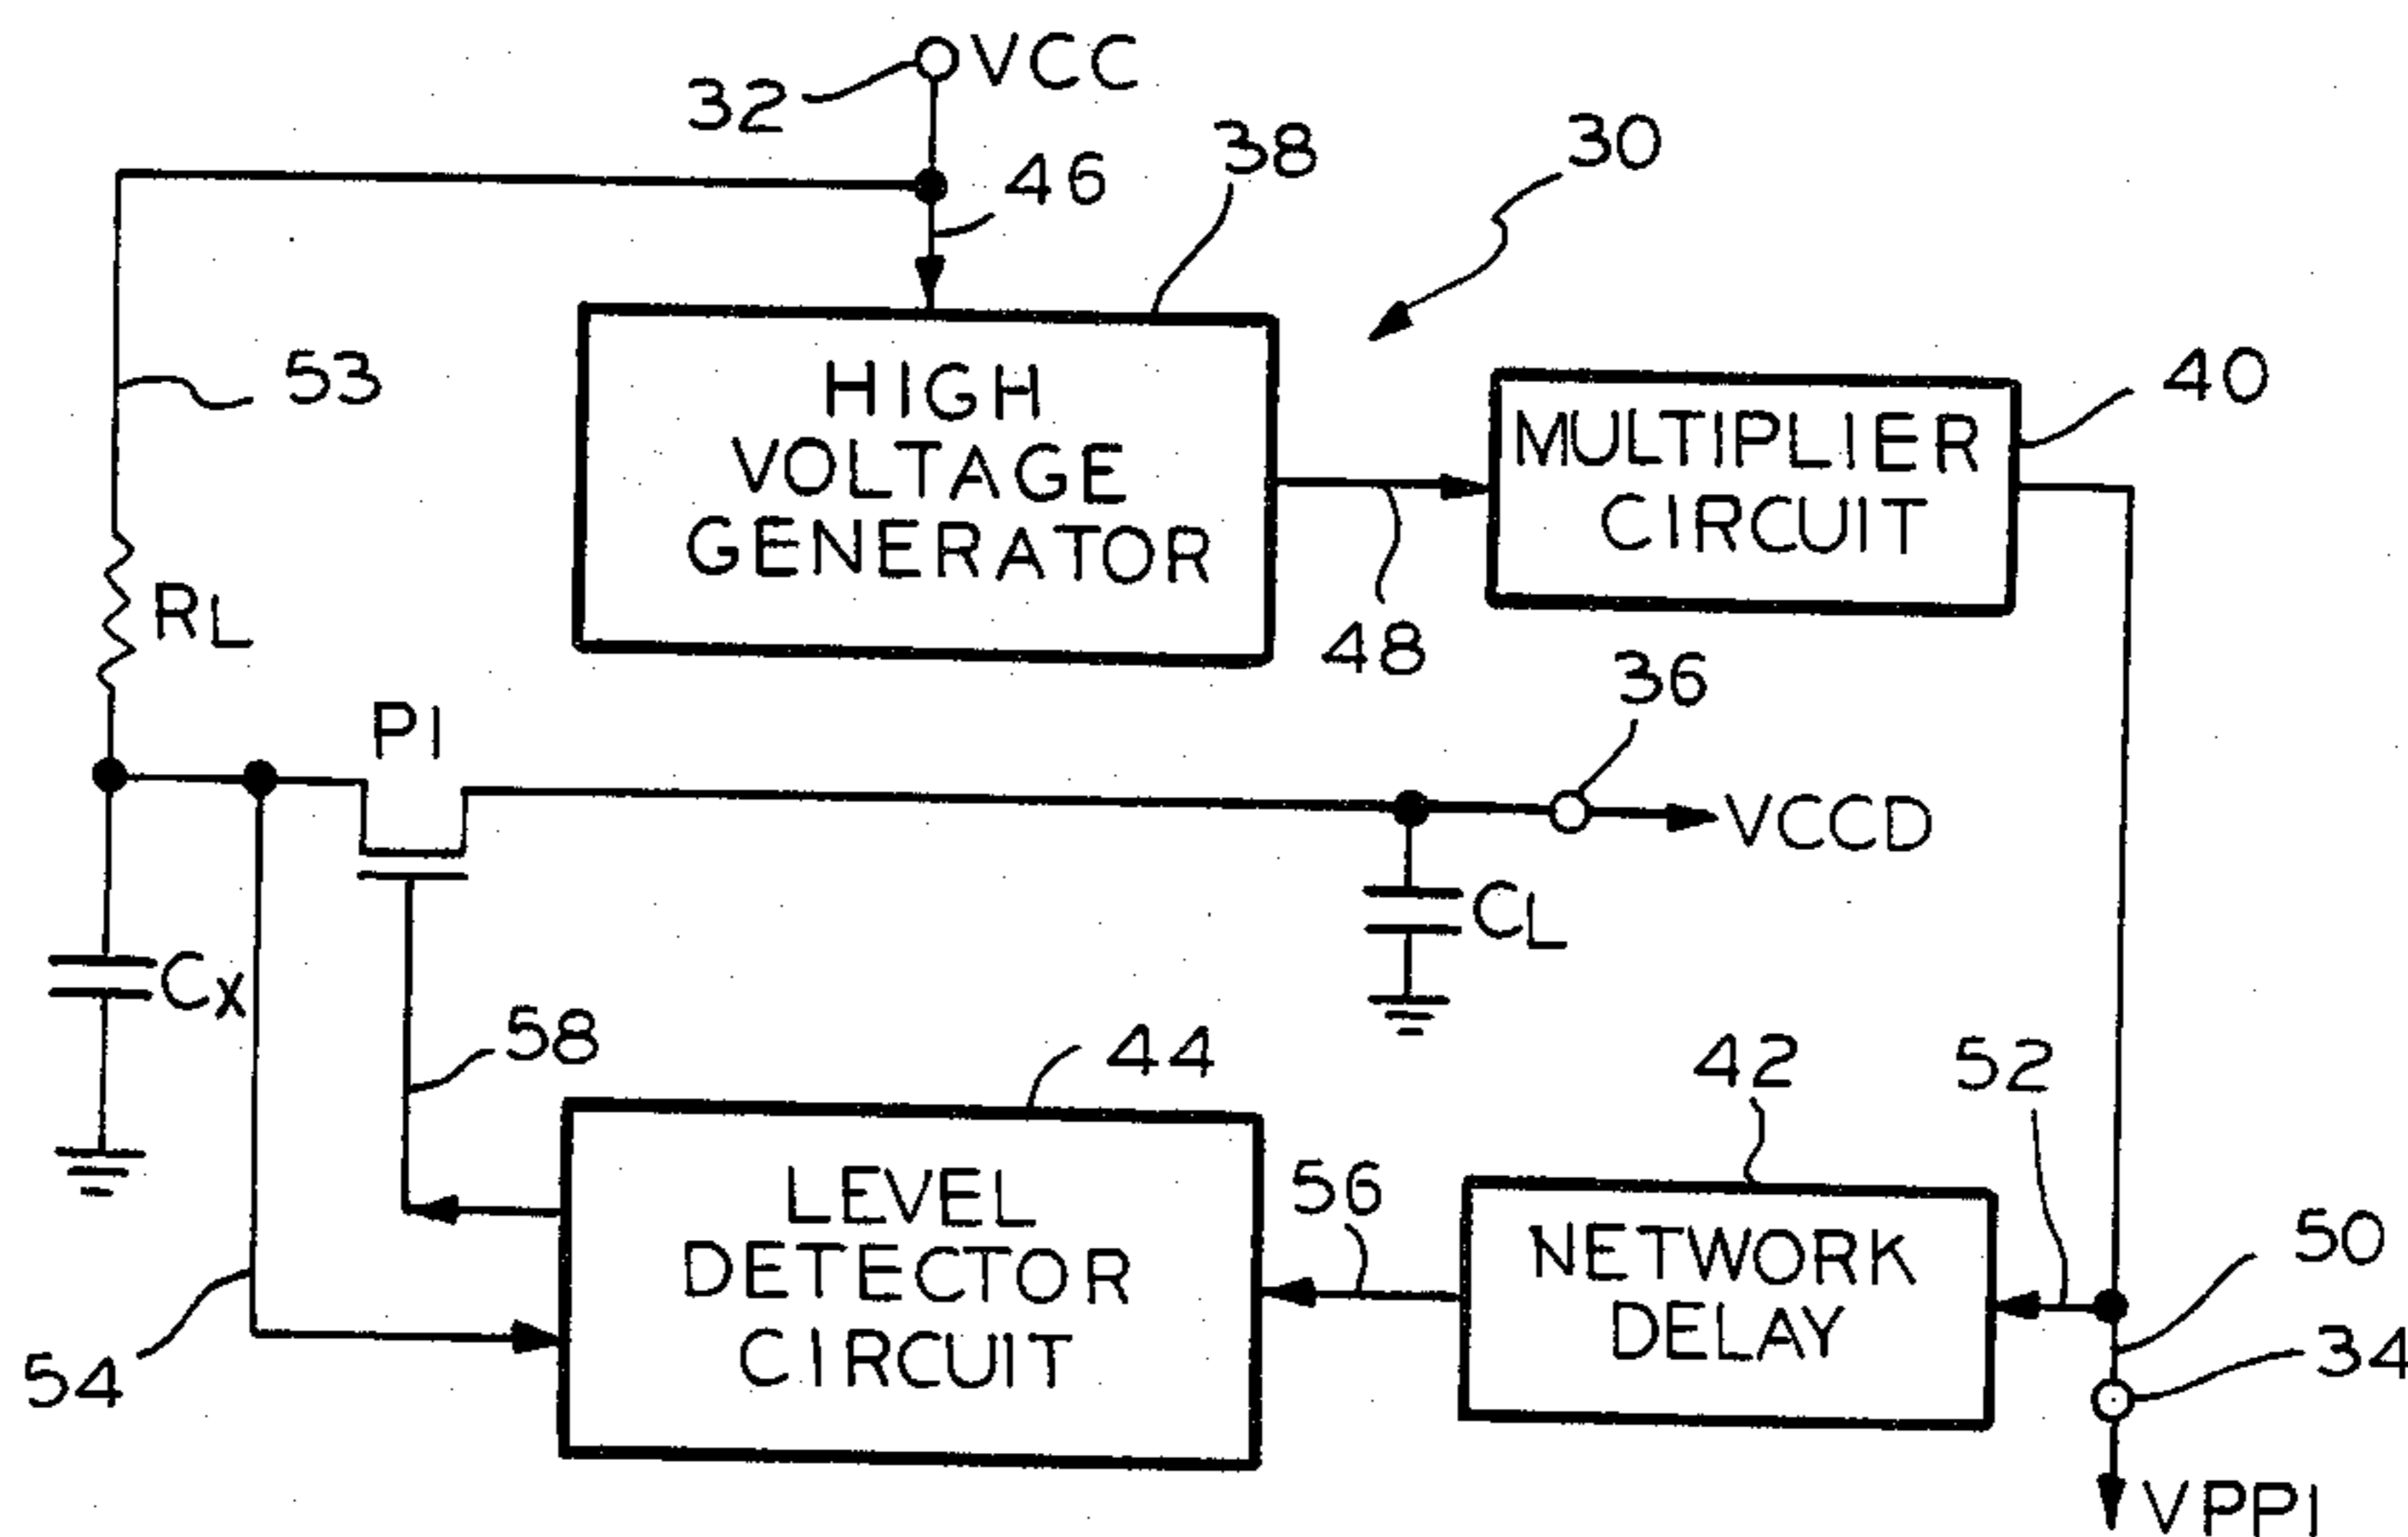 VCC
32
46
38
30
53
HIGH
VOLTAGE
GENERATOR
MULTIPLIER
CIRCUIT
40
RL
48
36
P1
VCCD
CX
CL
58
44
42
52
LEVEL
DETECTOR
CIRCUIT
56
NETWORK
DELAY
50
54
34
VPPI